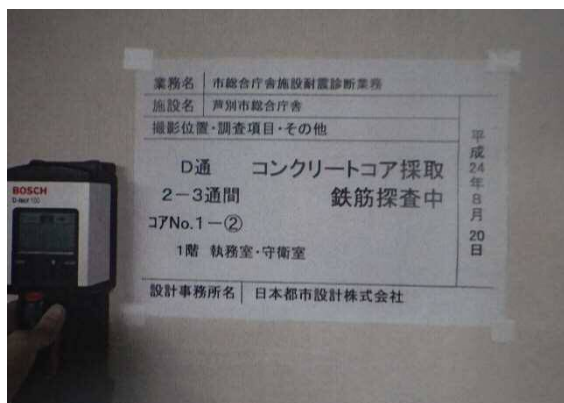 業務名 市総合庁舎施設耐震診断業務
施設名 芦別市総合庁舎
撮影位置・調査項目・その他
D通 コンクリートコア採取
2－3通間 鉄筋探査中
コアNo.1－②
1階 執務室・守衛室
平成24年8月20日
設計事務所名 日本都市設計株式会社
BOSCH